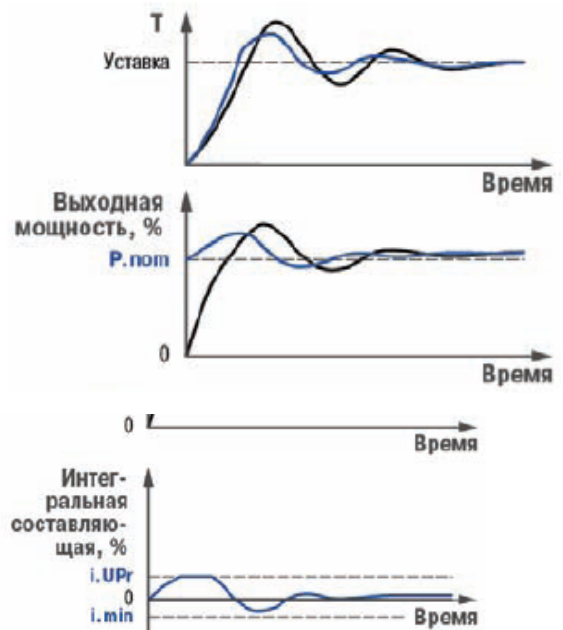 T
Уставка
Время
Выходная
мощность, %
P.nom
0
Время
0
Время
Интег-
ральная
составляю-
щая, %
i.UPr
0
Время
i.min